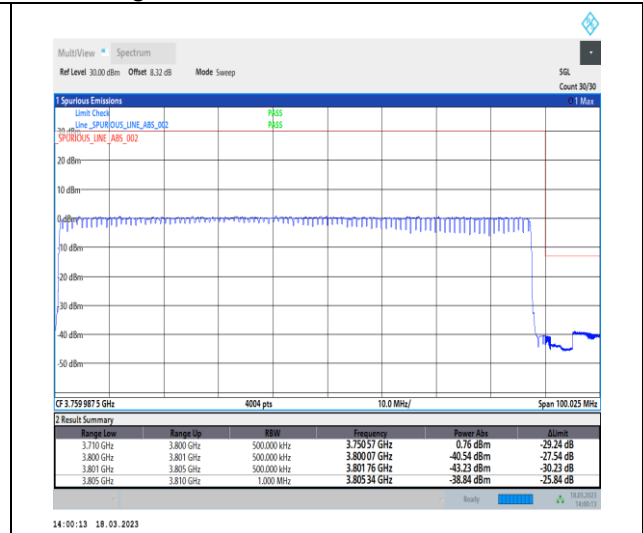 MultiView Spectrum
Ref Level 30.00 dBm Offset 8.32 dB Mode Sweep SGL
Count 30/30
1 Spurious Emissions 1 Max
Limit Check PASS
Line _SPURIOUS_LINE_ABS_002 PASS
_SPURIOUS_LINE_ABS_002
20 dBm
10 dBm
0 dBm
-10 dBm
-20 dBm
-30 dBm
-40 dBm
-50 dBm
CF 3.759 987 5 GHz 4004 pts 10.0 MHz/ Span 100.025 MHz
2 Result Summary
Range Low Range Up RBW Frequency Power Abs ΔLimit
3.710 GHz 3.800 GHz 500.000 kHz 3.750 57 GHz 0.76 dBm -29.24 dB
3.800 GHz 3.801 GHz 500.000 kHz 3.800 07 GHz -40.54 dBm -27.54 dB
3.801 GHz 3.805 GHz 500.000 kHz 3.801 76 GHz -43.23 dBm -30.23 dB
3.805 GHz 3.810 GHz 1.000 MHz 3.805 34 GHz -38.84 dBm -25.84 dB
Ready 18.03.2023
14:00:13
14:00:13 18.03.2023